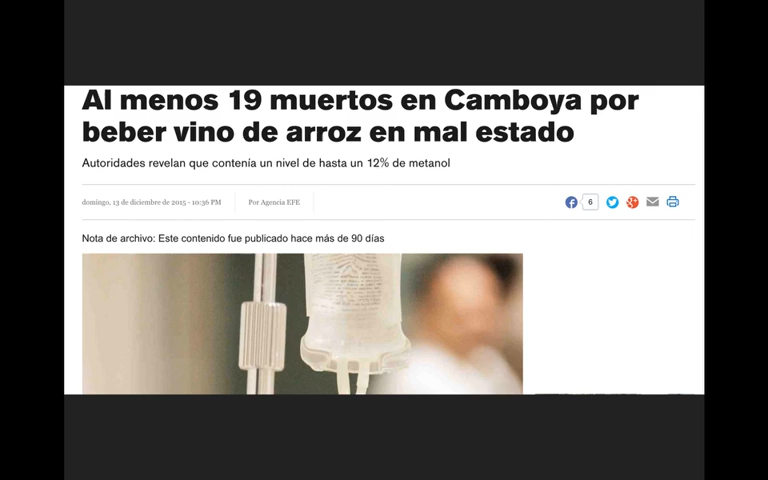 Al menos 19 muertos en Camboya por
beber vino de arroz en mal estado
Autoridades revelan que contenía un nivel de hasta un 12% de metanol
domingo, 13 de diciembre de 2015 - 10:36 PM
Por Agencia EFE
6
Nota de archivo: Este contenido fue publicado hace más de 90 días